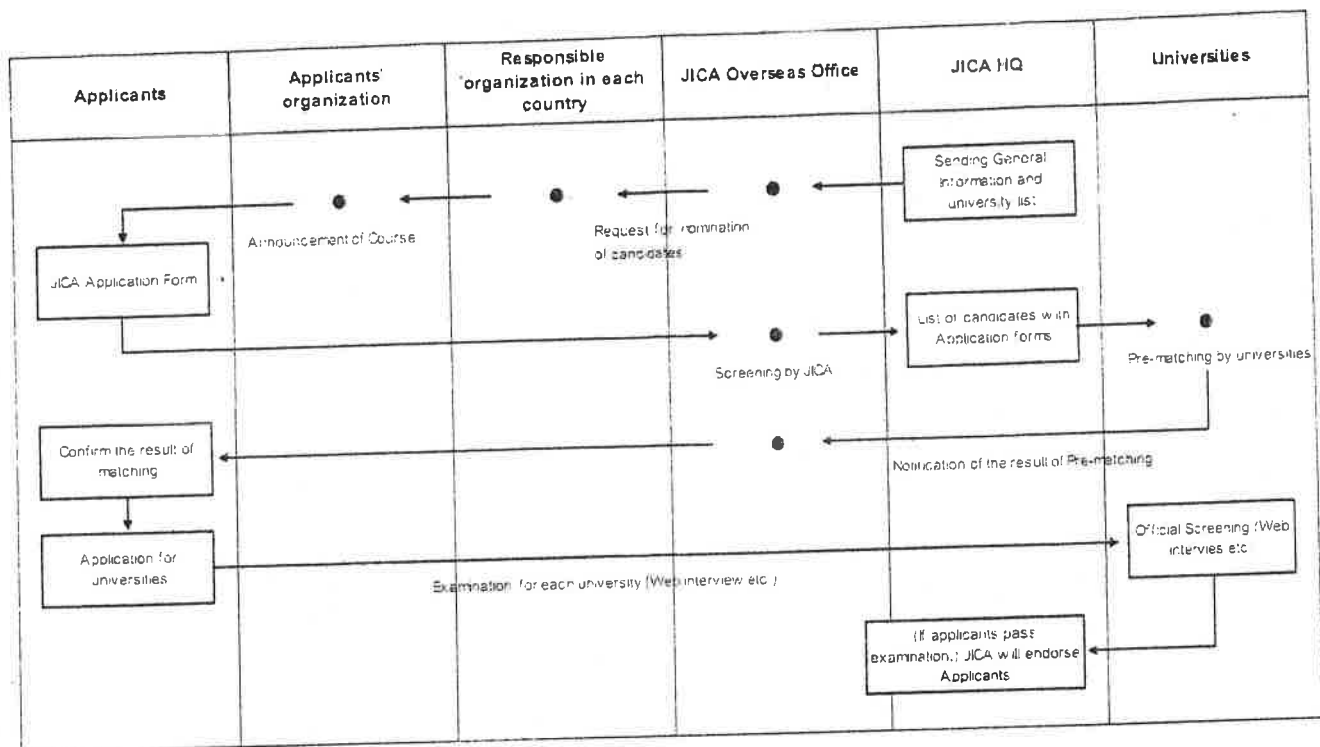 Applicants
Applicants'
organization
Responsible
organization in each
country
JICA Overseas Office
JICA HQ
Universities
Sending General
Information and
university list
Announcement of Course
Request for nomination
of candidates
JICA Application Form
Screening by JICA
List of candidates with
Application forms
Pre-matching by universities
Confirm the result of
matching
Notification of the result of Pre-matching
Application for
universities
Examination for each university (Web interview etc.)
Official Screening (Web
intervies etc
(If applicants pass
examination,) JICA will endorse
Applicants